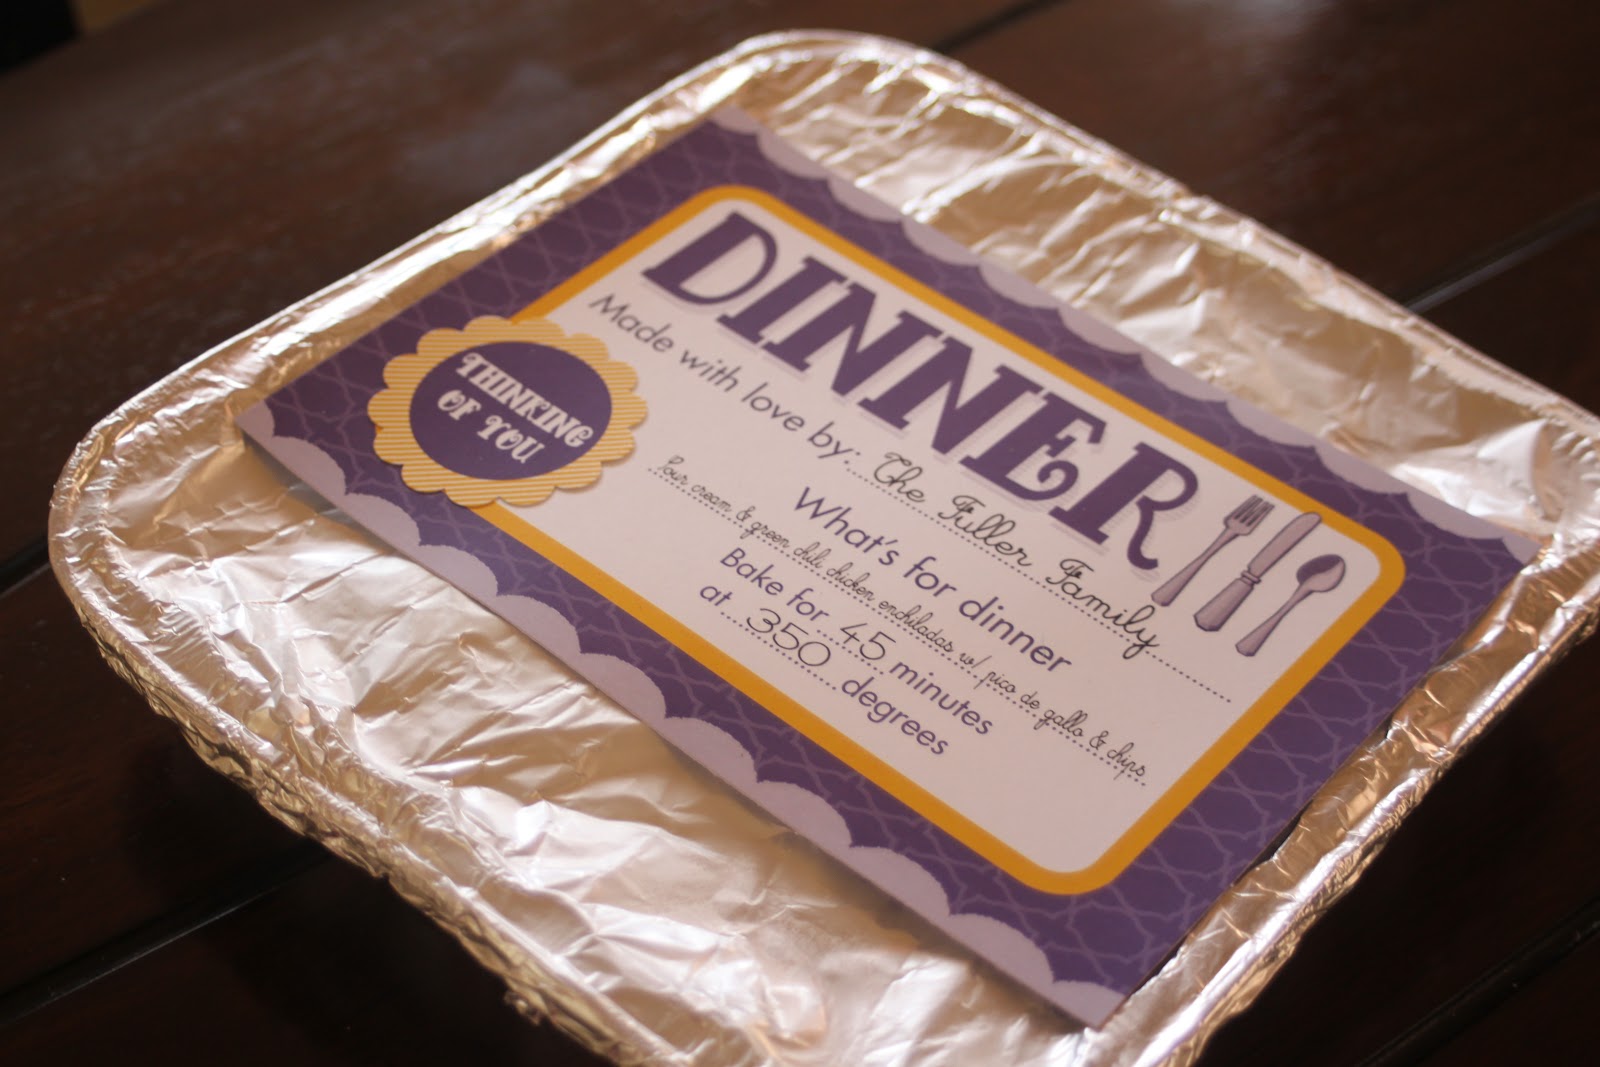 DINNER
Made with love by: The Fuller Family
THINKING
OF YOU
What's for dinner
Sour cream & green chili chicken enchiladas w/ pico de gallo & chips
Bake for 45 minutes
at 350 degrees